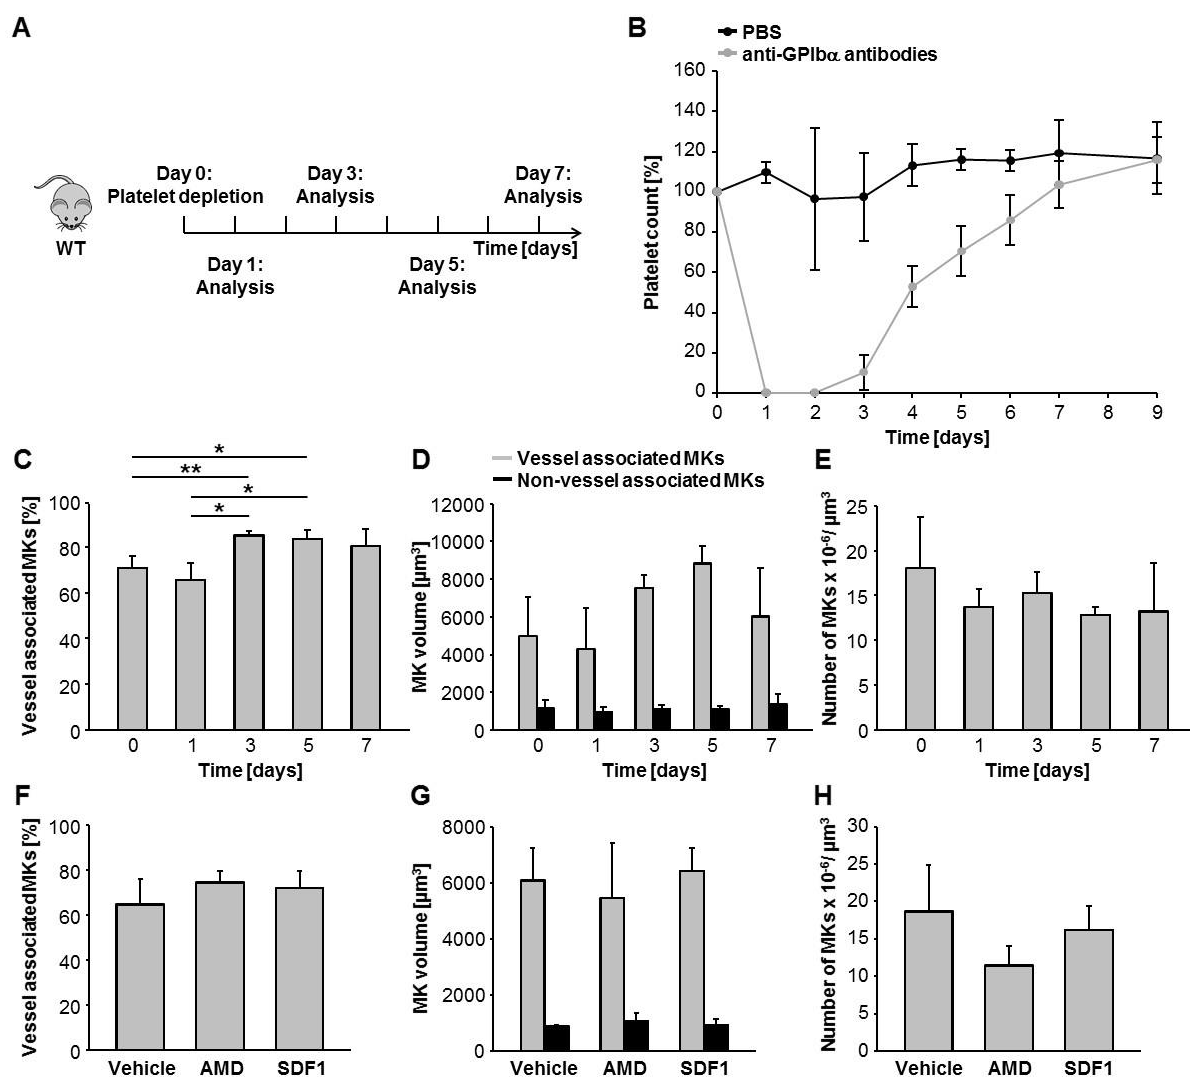 A
Day 0:
Platelet depletion
Day 3:
Analysis
Day 7:
Analysis
WT
Time [days]
Day 1:
Analysis
Day 5:
Analysis
B
PBS
anti-GPIbα antibodies
Platelet count [%]
160
140
120
100
80
60
40
20
0
0 1 2 3 4 5 6 7 8 9
Time [days]
C
*
**
*
*
Vessel associated MKs [%]
100
80
60
40
20
0
0 1 3 5 7
Time [days]
D
Vessel associated MKs
Non-vessel associated MKs
MK volume [µm³]
12000
10000
8000
6000
4000
2000
0
0 1 3 5 7
Time [days]
E
Number of MKs x 10⁻⁶/ µm³
25
20
15
10
5
0
0 1 3 5 7
Time [days]
F
Vessel associated MKs [%]
100
80
60
40
20
0
Vehicle AMD SDF1
G
MK volume [µm³]
8000
6000
4000
2000
0
Vehicle AMD SDF1
H
Number of MKs x 10⁻⁶/ µm³
30
25
20
15
10
5
0
Vehicle AMD SDF1